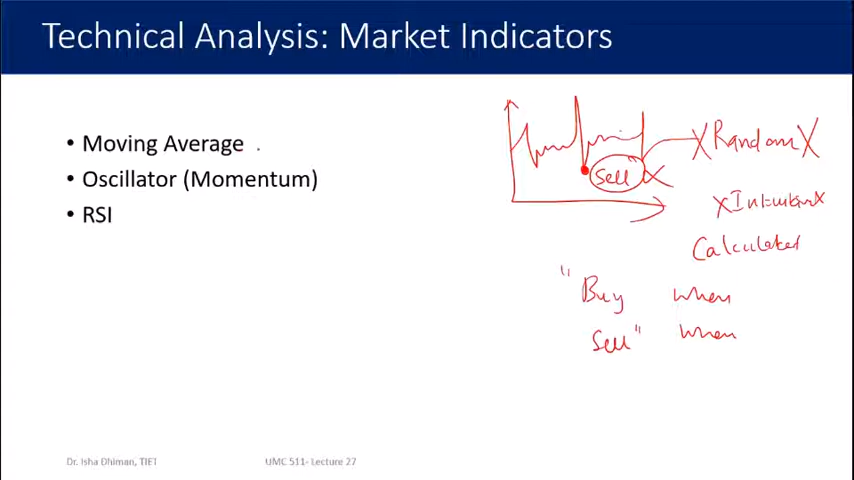 Technical Analysis: Market Indicators
• Moving Average
• Oscillator (Momentum)
• RSI
"Sell"
X Random X
X Intuition X
Calculated
"Buy when
Sell" when
Dr. Isha Dhiman, TIET
UMC 511- Lecture 27